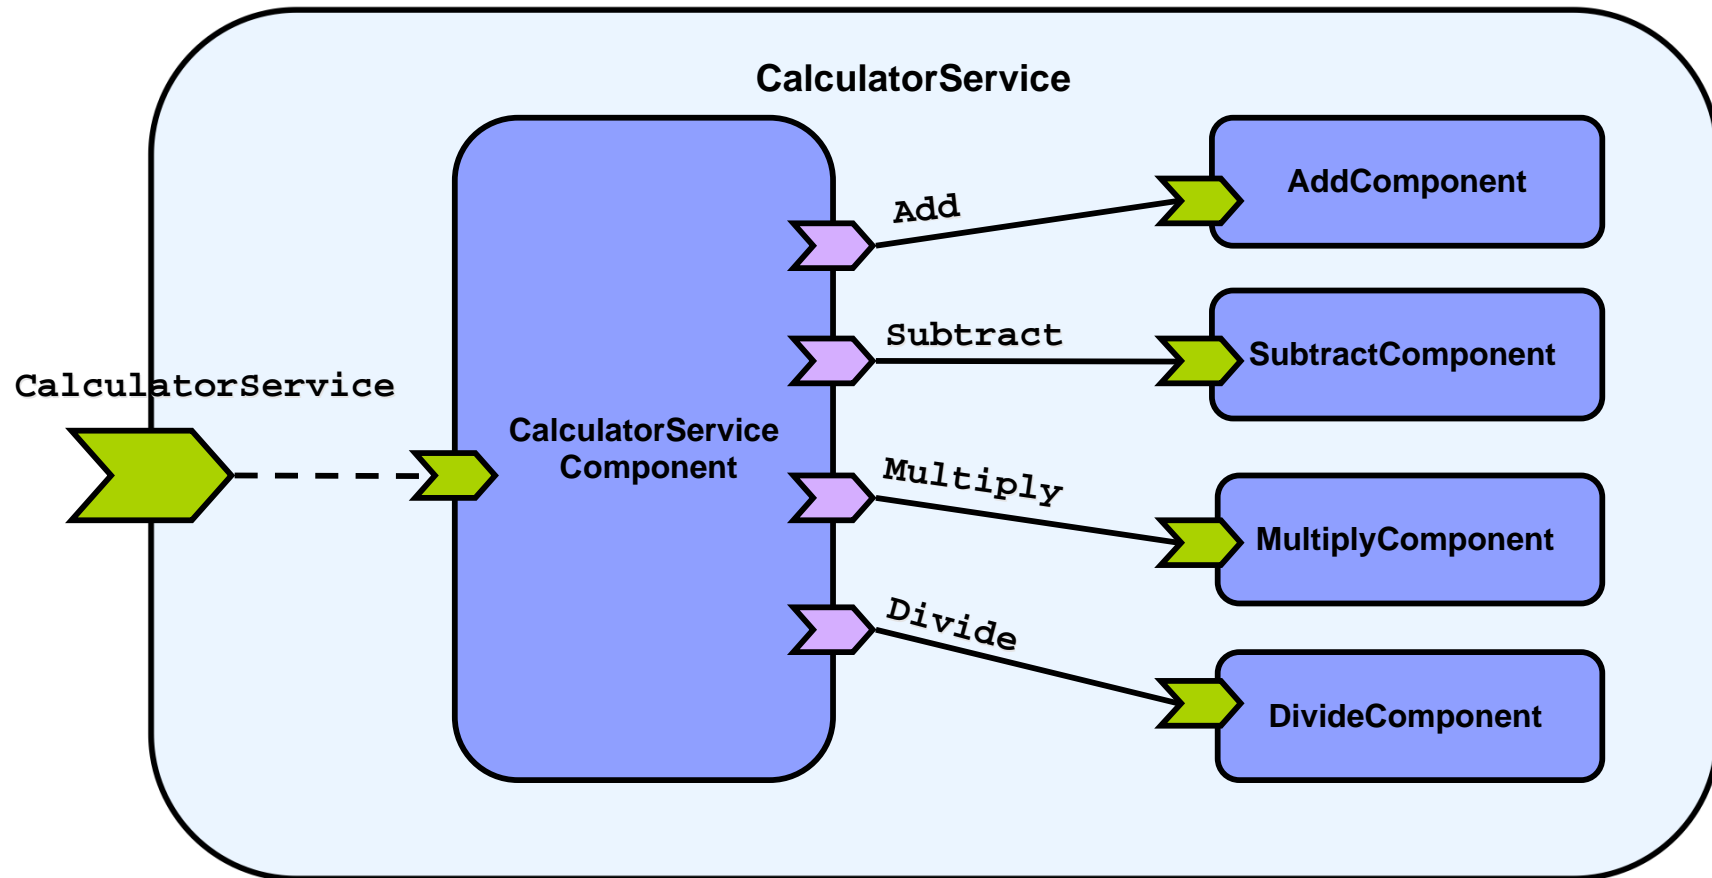 CalculatorService
AddComponent
Add
Subtract
SubtractComponent
CalculatorService
CalculatorService
Component
Multiply
MultiplyComponent
Divide
DivideComponent